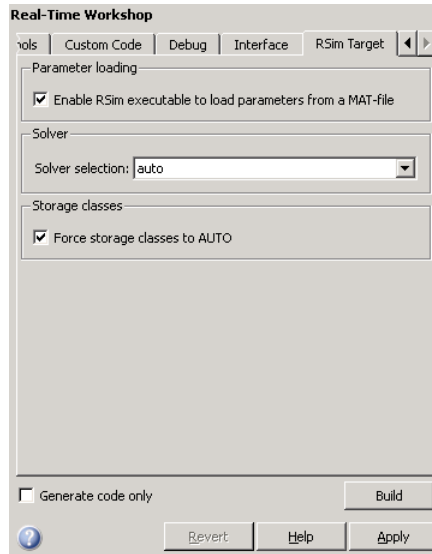 Real-Time Workshop
ols Custom Code Debug Interface RSim Target
Parameter loading
Enable RSim executable to load parameters from a MAT-file
Solver
Solver selection: auto
Storage classes
Force storage classes to AUTO
Generate code only Build
Revert Help Apply